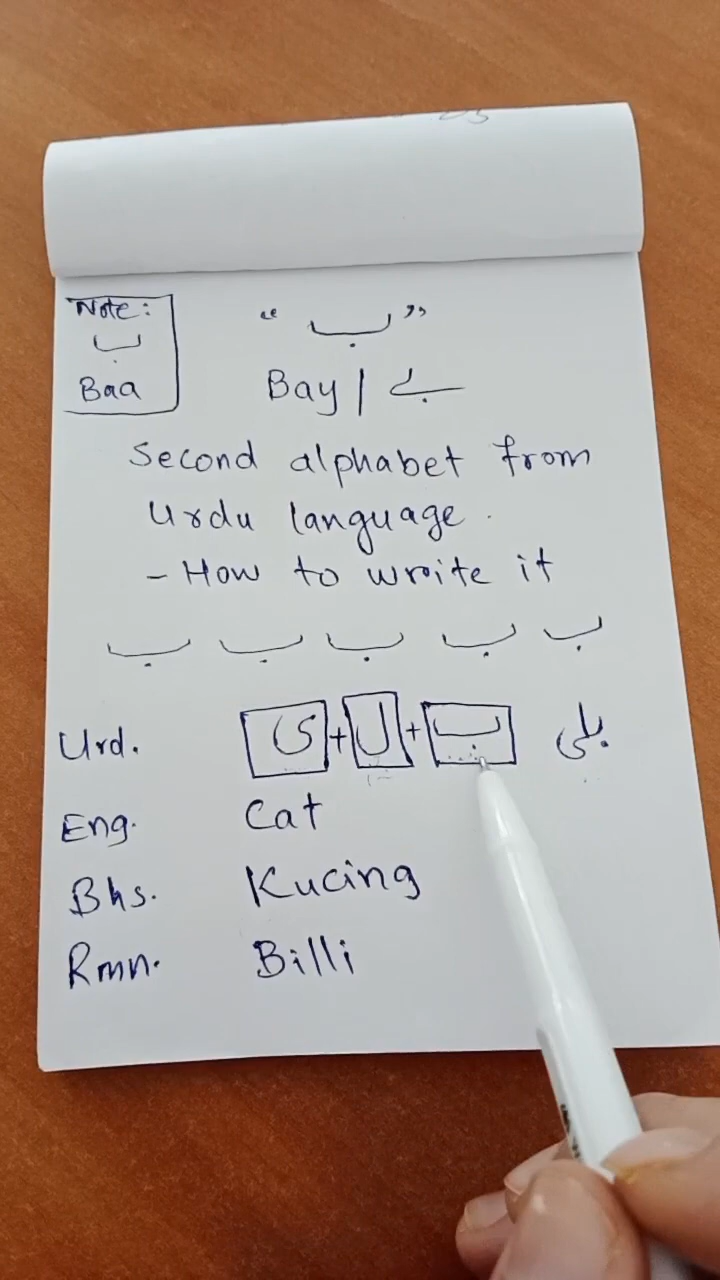 Note:
ب
Baa
“ ب ”
Bay | بے
Second alphabet from
Urdu language.
- How to write it
ب ب ب ب ب
Urd. ی + ل + ب بلی
Eng. Cat
Bhs. Kucing
Rmn. Billi